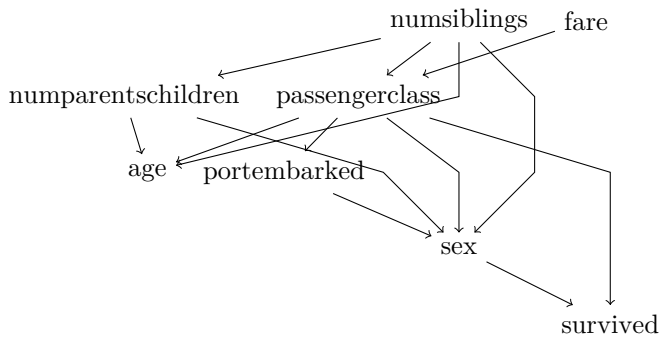 numsiblings fare
numparentschildren passengerclass
age portembarked
sex
survived